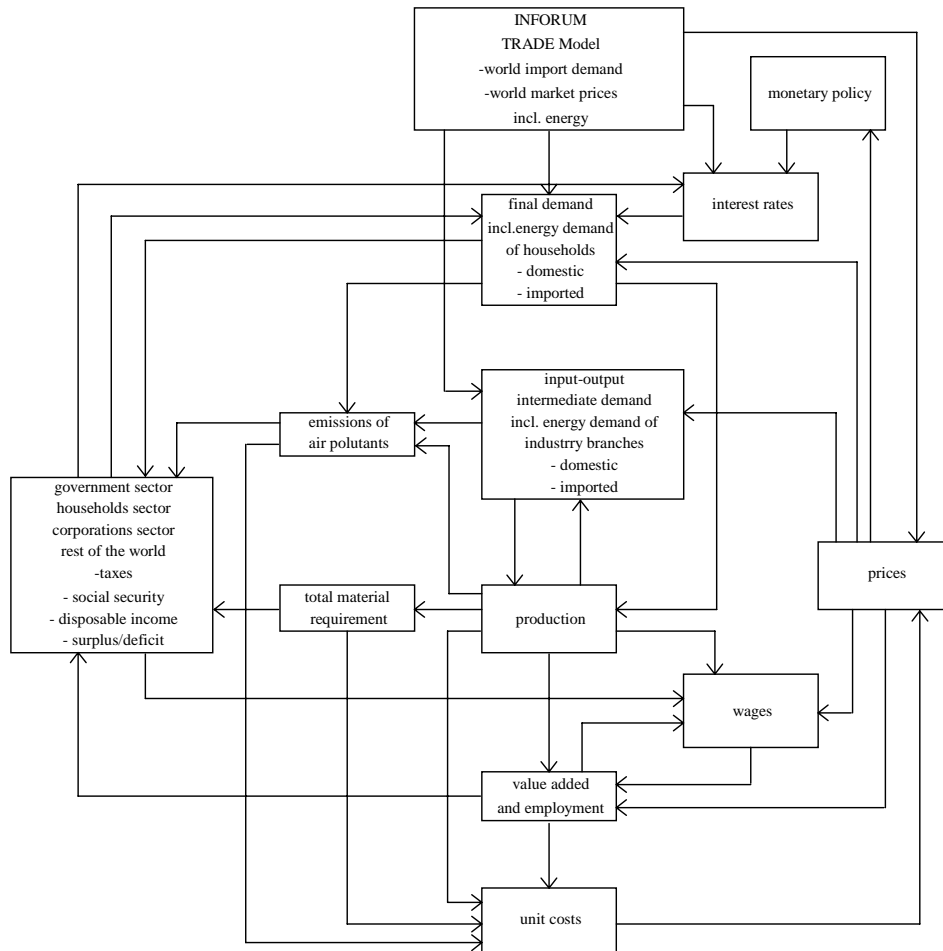 INFORUM
TRADE Model
-world import demand
-world market prices
incl. energy
monetary policy
interest rates
final demand
incl.energy demand
of households
- domestic
- imported
input-output
intermediate demand
incl. energy demand of
industrry branches
- domestic
- imported
emissions of
air polutants
government sector
households sector
corporations sector
rest of the world
-taxes
- social security
- disposable income
- surplus/deficit
total material
requirement
production
prices
wages
value added
and employment
unit costs